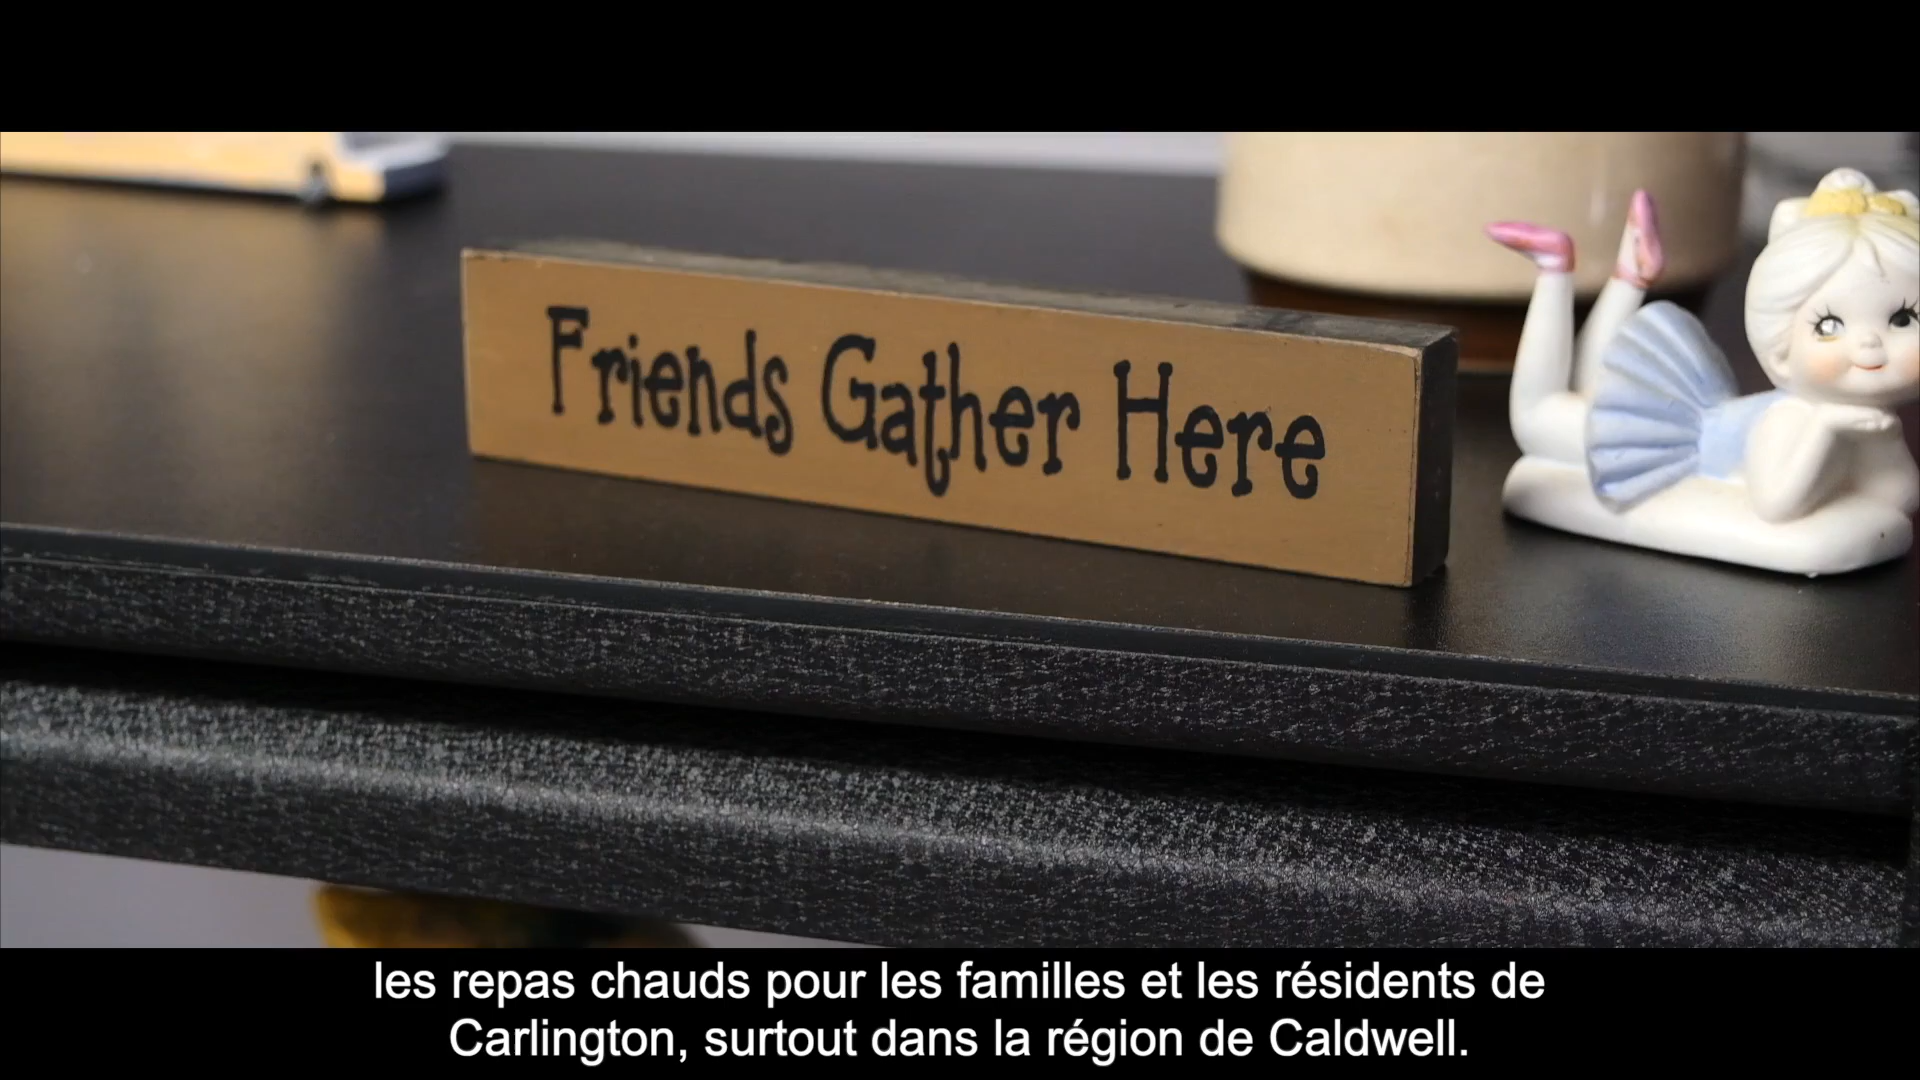 Friends Gather Here
les repas chauds pour les familles et les résidents de
Carlington, surtout dans la région de Caldwell.